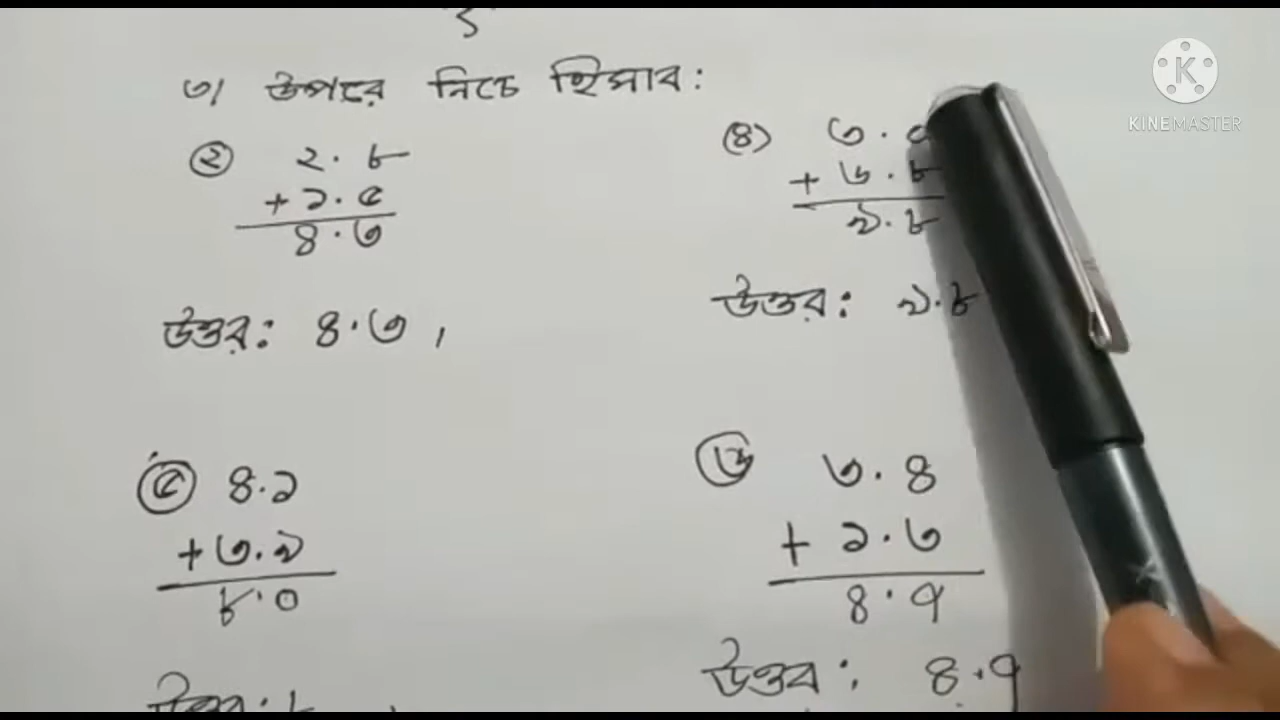 ৩। উপরে নিচে হিসাব:
② ২.৮
+ ১.৫
৪.৩
উত্তর: ৪.৩,
(৪) ৩.
+ ৬.৮
৯.৮
উত্তর: ৯.৮
⑤ ৪.১
+ ৩.৯
৮.০
⑥ ৩.৪
+ ১.৩
৪.৭
উত্তর: ৪.৭
KINEMASTER